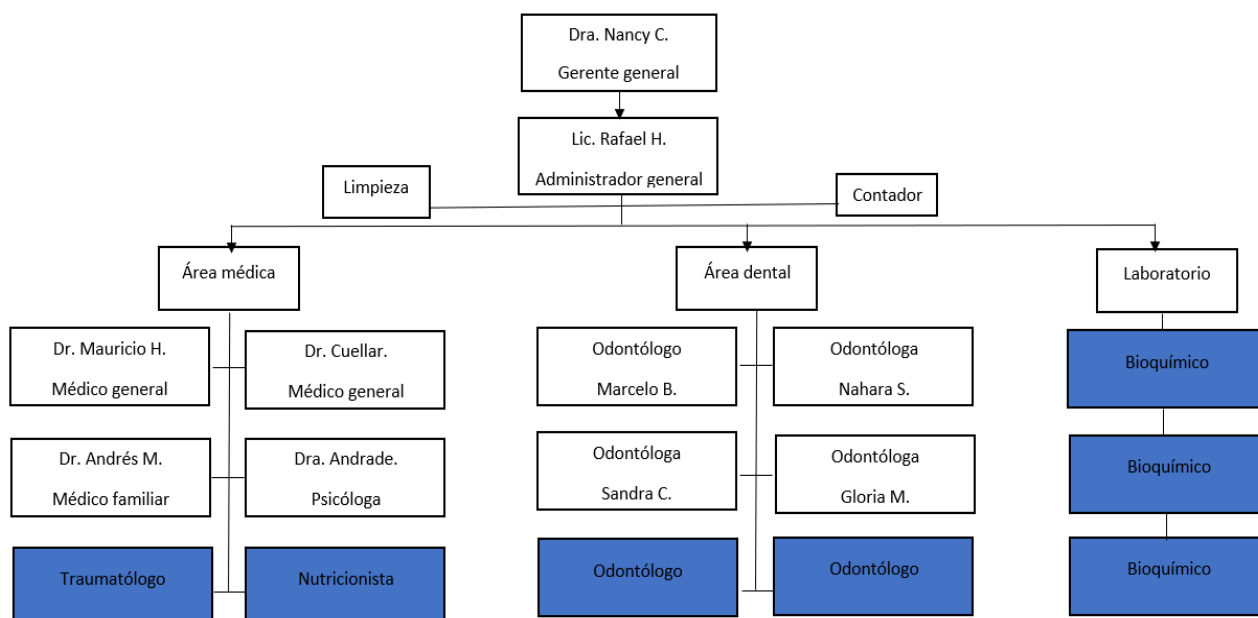 Dra. Nancy C.
Gerente general
Lic. Rafael H.
Administrador general
Limpieza
Contador
Área médica
Área dental
Laboratorio
Dr. Mauricio H.
Médico general
Dr. Cuellar.
Médico general
Odontólogo
Marcelo B.
Odontóloga
Nahara S.
Bioquímico
Dr. Andrés M.
Médico familiar
Dra. Andrade.
Psicóloga
Odontóloga
Sandra C.
Odontóloga
Gloria M.
Bioquímico
Traumatólogo
Nutricionista
Odontólogo
Odontólogo
Bioquímico